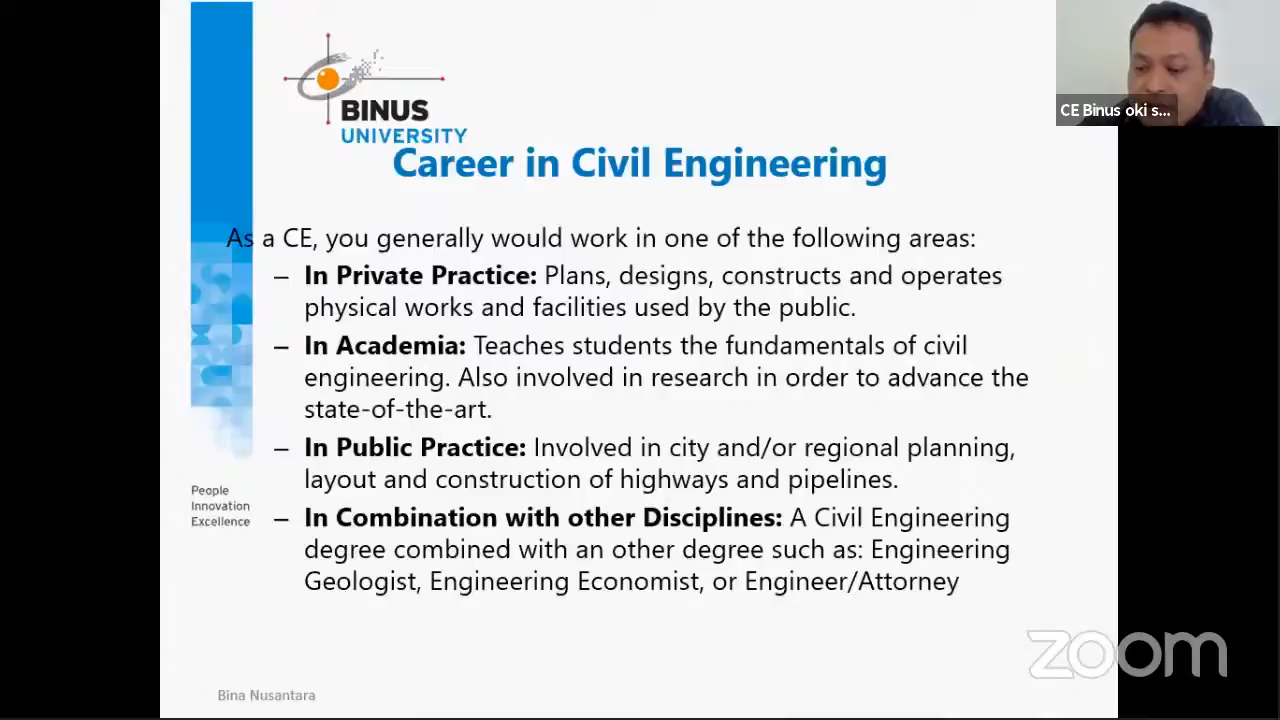 BINUS
UNIVERSITY
CE Binus oki s...
Career in Civil Engineering
As a CE, you generally would work in one of the following areas:
– In Private Practice: Plans, designs, constructs and operates
physical works and facilities used by the public.
– In Academia: Teaches students the fundamentals of civil
engineering. Also involved in research in order to advance the
state-of-the-art.
– In Public Practice: Involved in city and/or regional planning,
layout and construction of highways and pipelines.
– In Combination with other Disciplines: A Civil Engineering
degree combined with an other degree such as: Engineering
Geologist, Engineering Economist, or Engineer/Attorney
People
Innovation
Excellence
zoom
Bina Nusantara